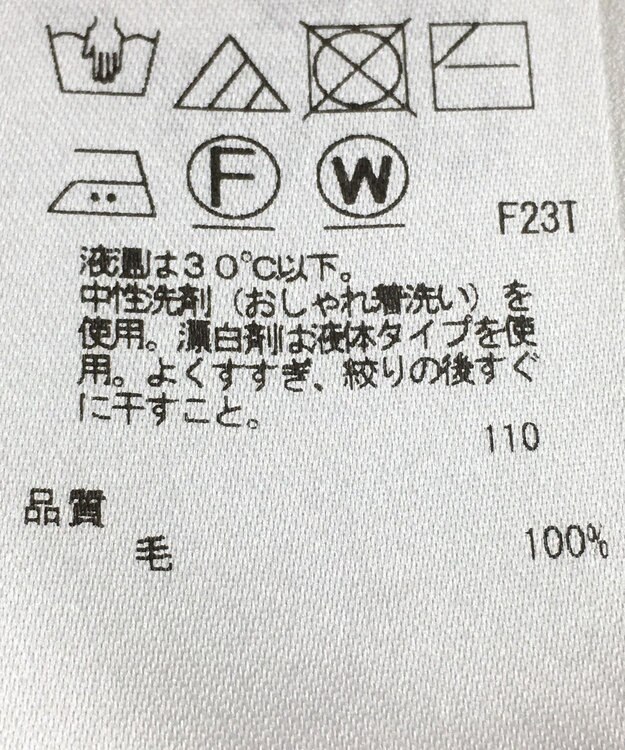 F W
F23T
液温は30℃以下。
中性洗剤（おしゃれ着洗い）を
使用。漂白剤は液体タイプを使
用。よくすすぎ、絞りの後すぐ
に干すこと。
110
品質
毛 100%